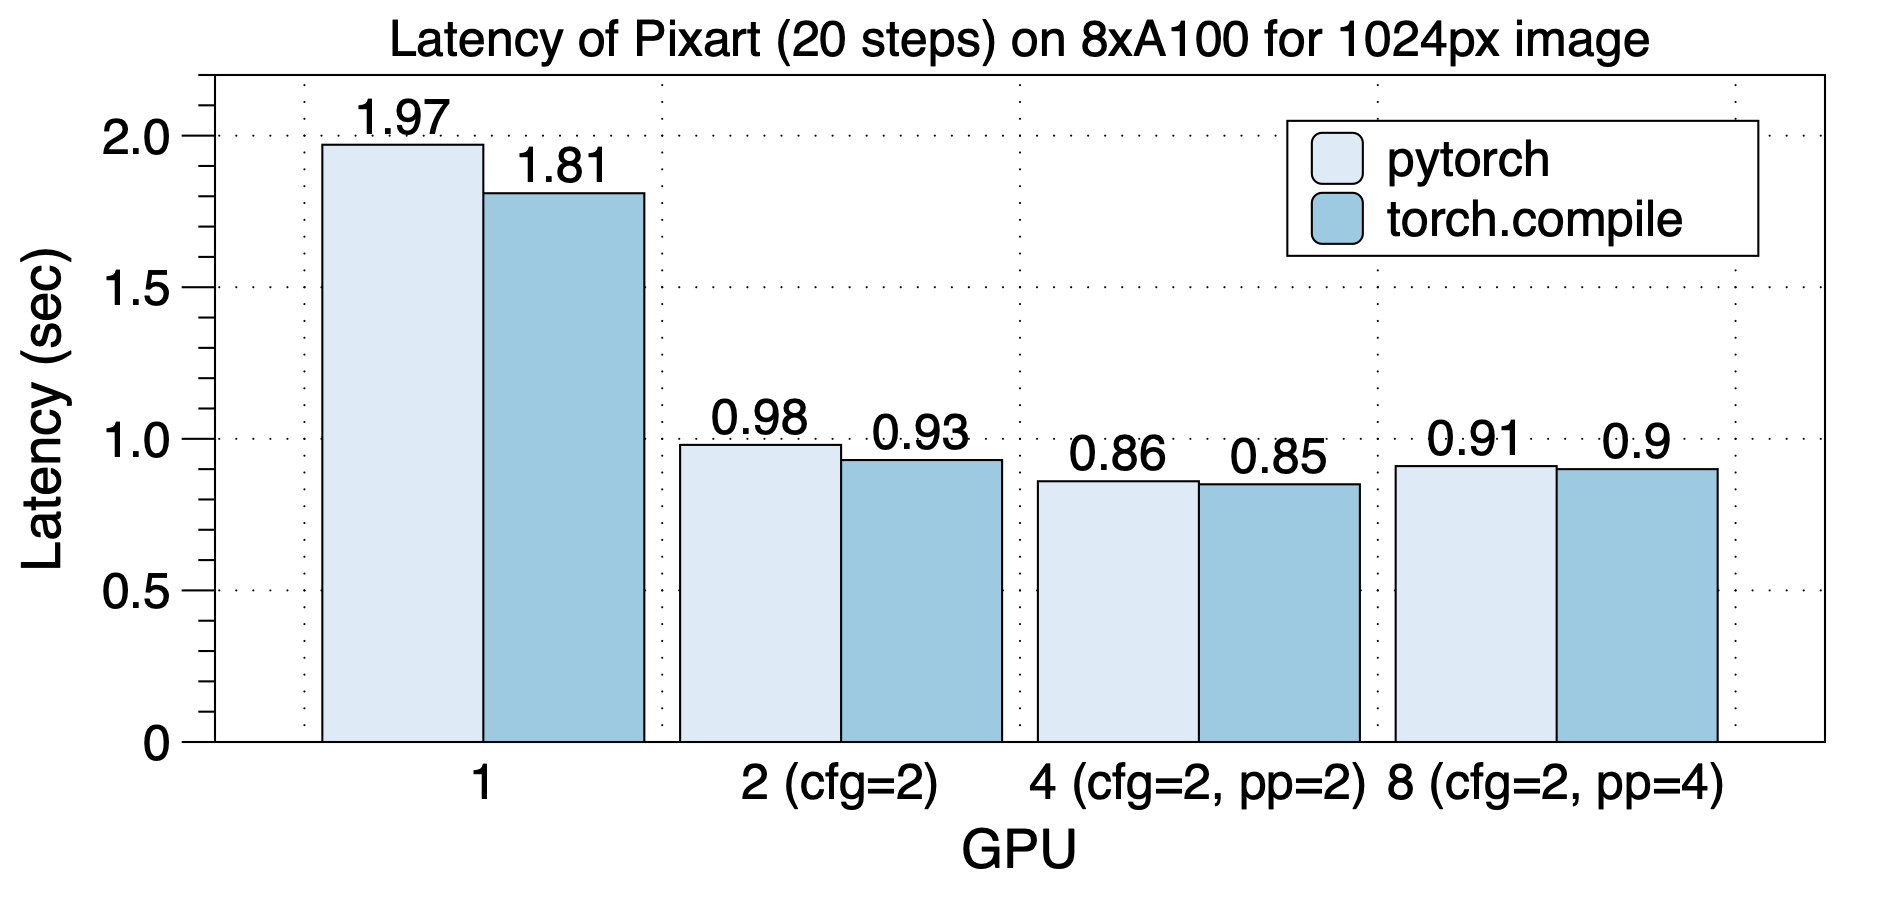 Latency of Pixart (20 steps) on 8xA100 for 1024px image
1.97
1.81
0.98
0.93
0.86
0.85
0.91
0.9
pytorch
torch.compile
Latency (sec)
2.0
1.5
1.0
0.5
0
1
2 (cfg=2)
4 (cfg=2, pp=2)
8 (cfg=2, pp=4)
GPU